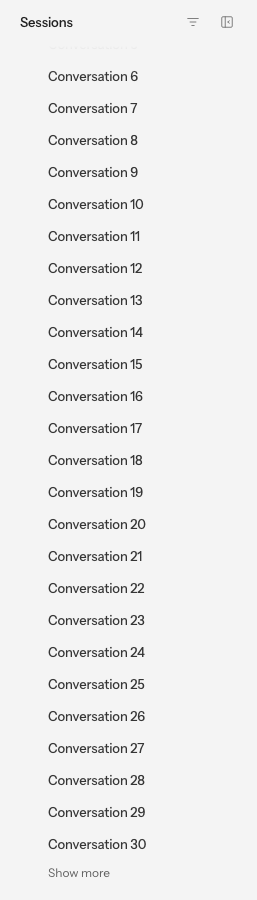 Sessions
Conversation 6
Conversation 7
Conversation 8
Conversation 9
Conversation 10
Conversation 11
Conversation 12
Conversation 13
Conversation 14
Conversation 15
Conversation 16
Conversation 17
Conversation 18
Conversation 19
Conversation 20
Conversation 21
Conversation 22
Conversation 23
Conversation 24
Conversation 25
Conversation 26
Conversation 27
Conversation 28
Conversation 29
Conversation 30
Show more